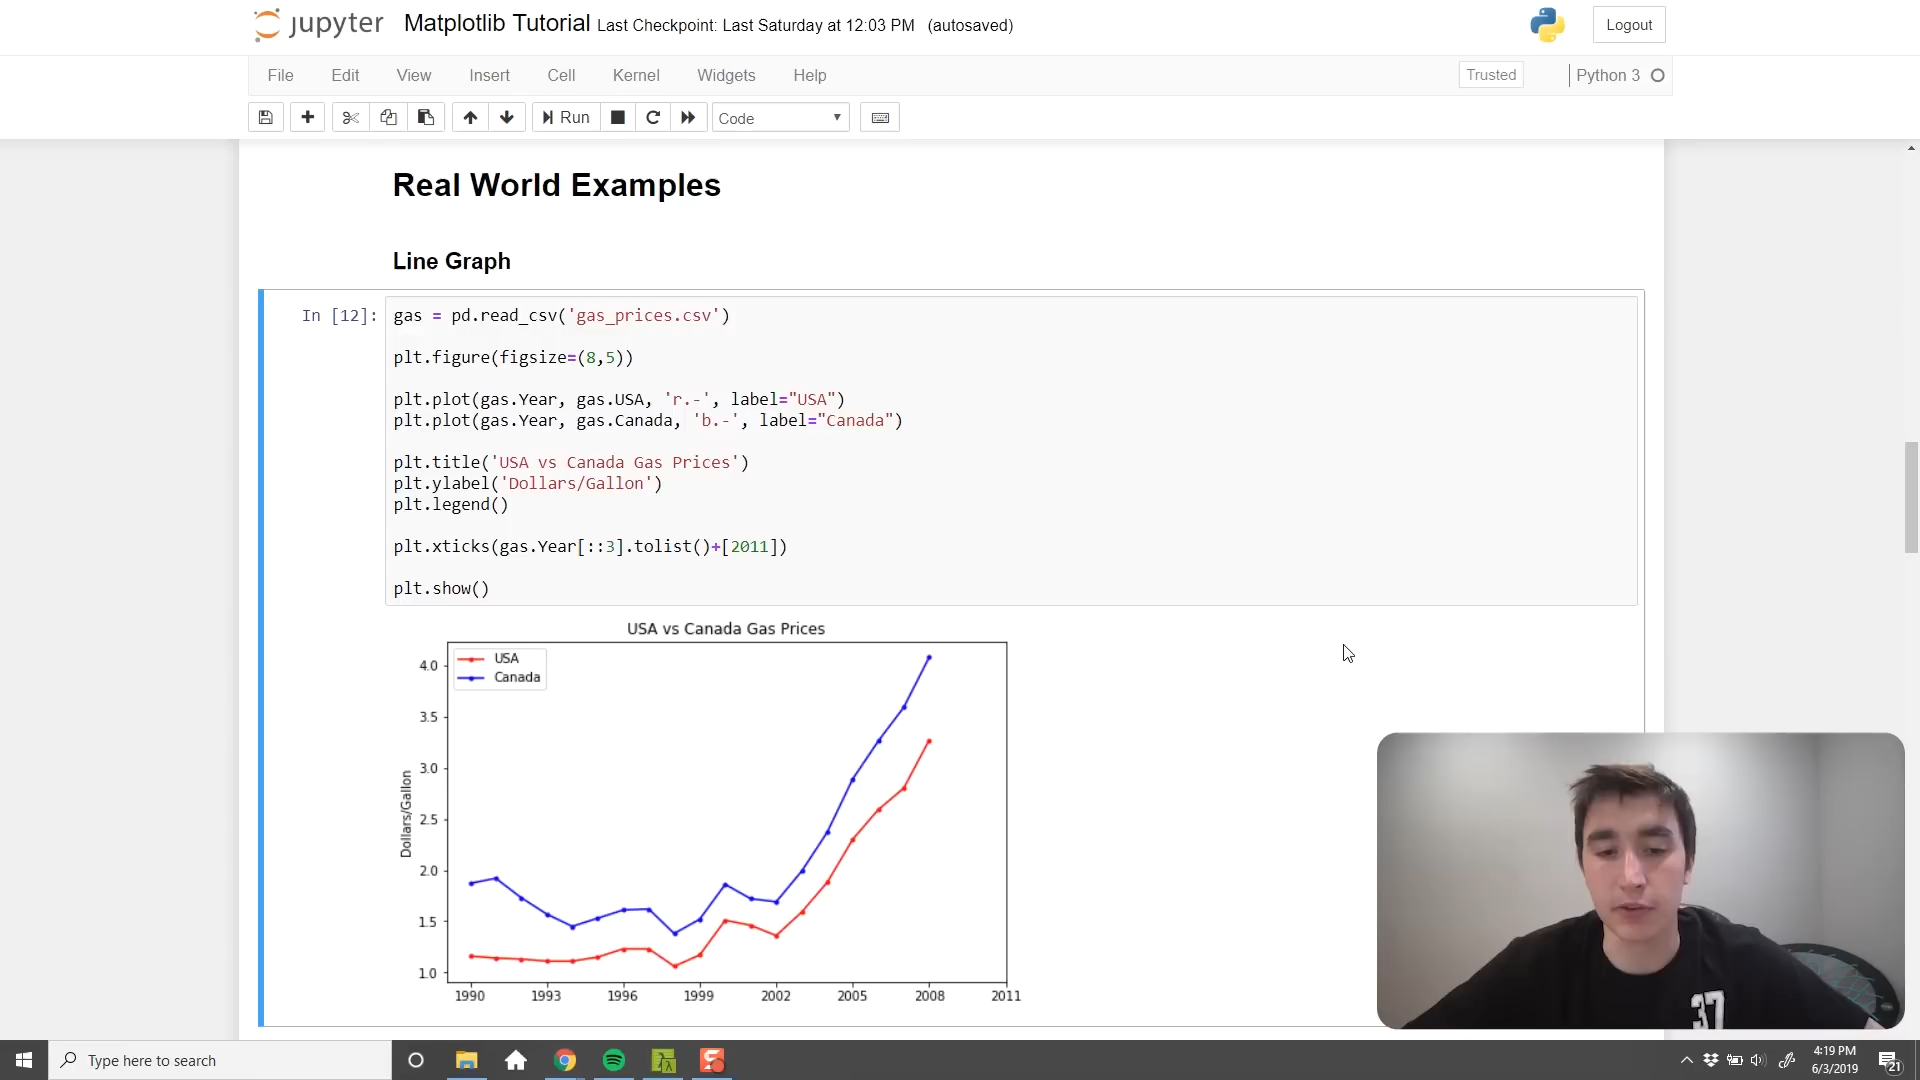 jupyter Matplotlib Tutorial Last Checkpoint: Last Saturday at 12:03 PM (autosaved)
Logout
File Edit View Insert Cell Kernel Widgets Help
Trusted
Python 3
Run
Code
Real World Examples
Line Graph
In [12]:
gas = pd.read_csv('gas_prices.csv')
plt.figure(figsize=(8,5))
plt.plot(gas.Year, gas.USA, 'r.-', label="USA")
plt.plot(gas.Year, gas.Canada, 'b.-', label="Canada")
plt.title('USA vs Canada Gas Prices')
plt.ylabel('Dollars/Gallon')
plt.legend()
plt.xticks(gas.Year[::3].tolist()+[2011])
plt.show()
USA vs Canada Gas Prices
USA
Canada
4.0
3.5
3.0
2.5
2.0
1.5
1.0
Dollars/Gallon
1990 1993 1996 1999 2002 2005 2008 2011
37
Type here to search
4:19 PM
6/3/2019
21